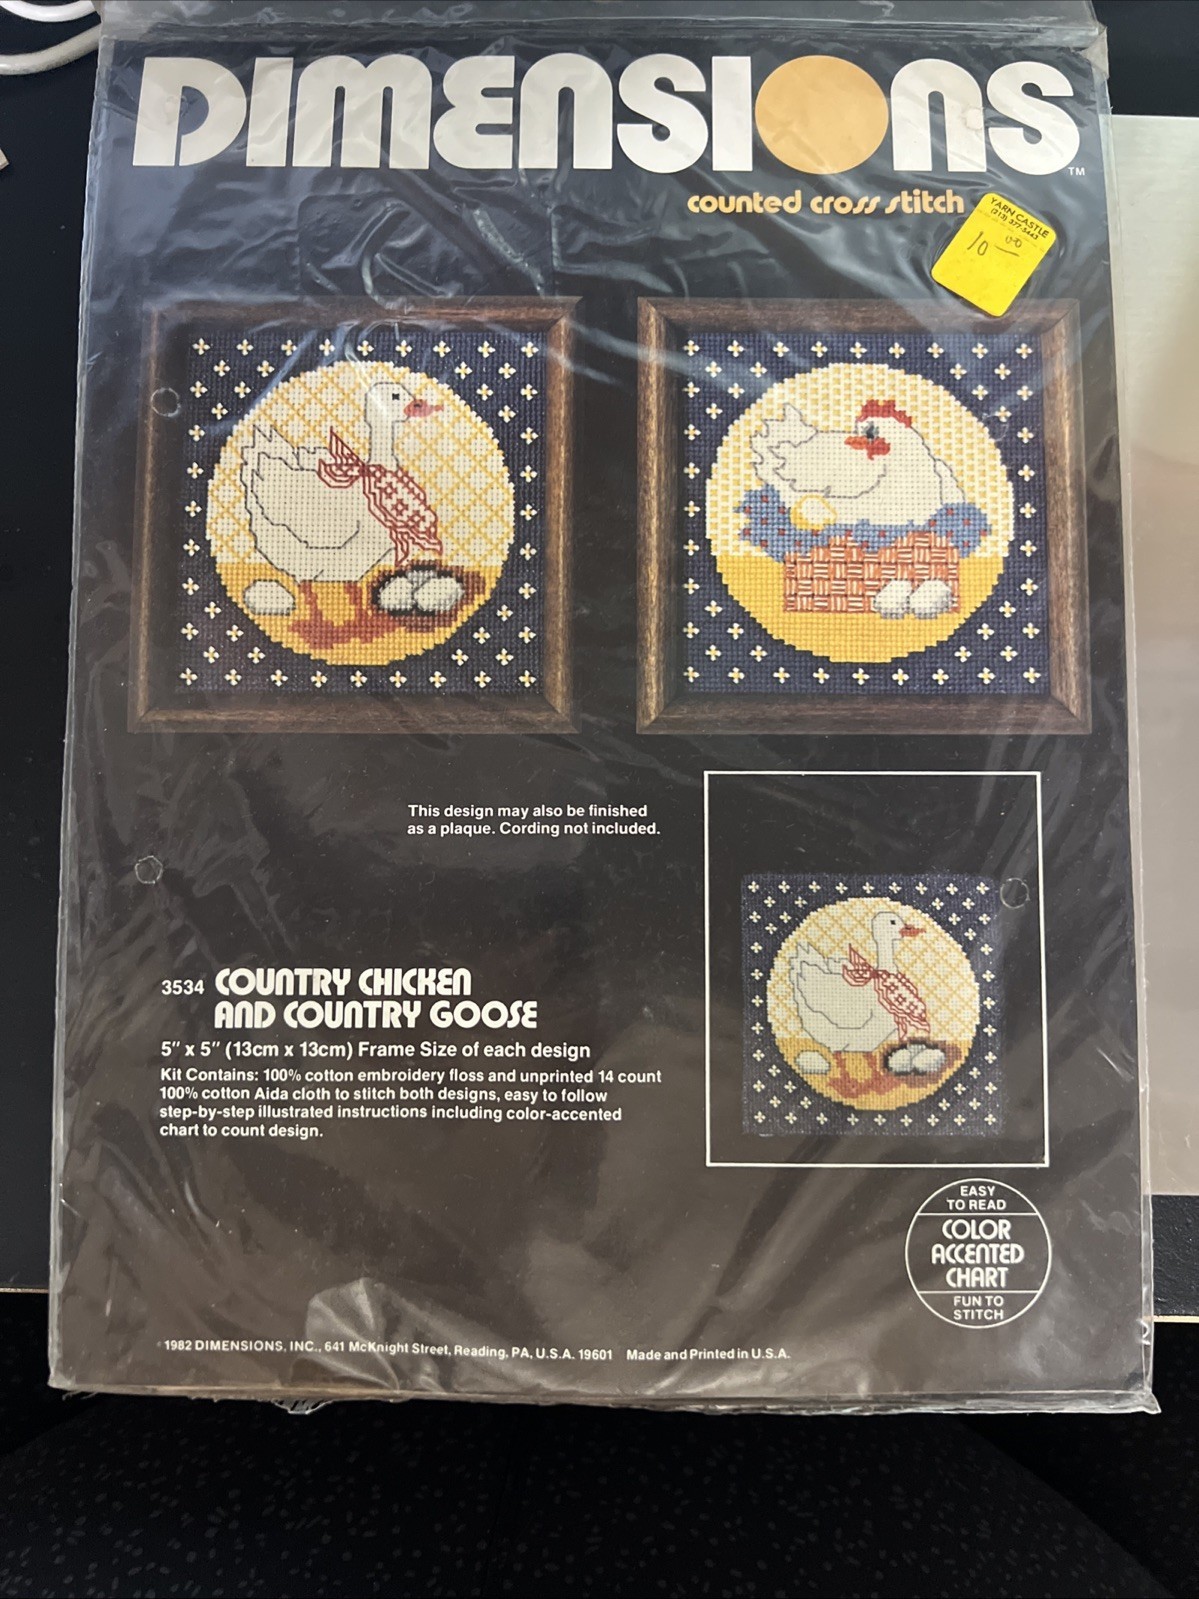 DIMENSIONS™
counted cross stitch
YARN CASTLE
(213) 377-5463
10 00
This design may also be finished
as a plaque. Cording not included.
3534 COUNTRY CHICKEN
AND COUNTRY GOOSE
5" x 5" (13cm x 13cm) Frame Size of each design
Kit Contains: 100% cotton embroidery floss and unprinted 14 count
100% cotton Aida cloth to stitch both designs, easy to follow
step-by-step illustrated instructions including color-accented
chart to count design.
EASY
TO READ
COLOR
ACCENTED
CHART
FUN TO
STITCH
1982 DIMENSIONS, INC., 641 McKnight Street, Reading, PA, U.S.A. 19601 Made and Printed in U.S.A.